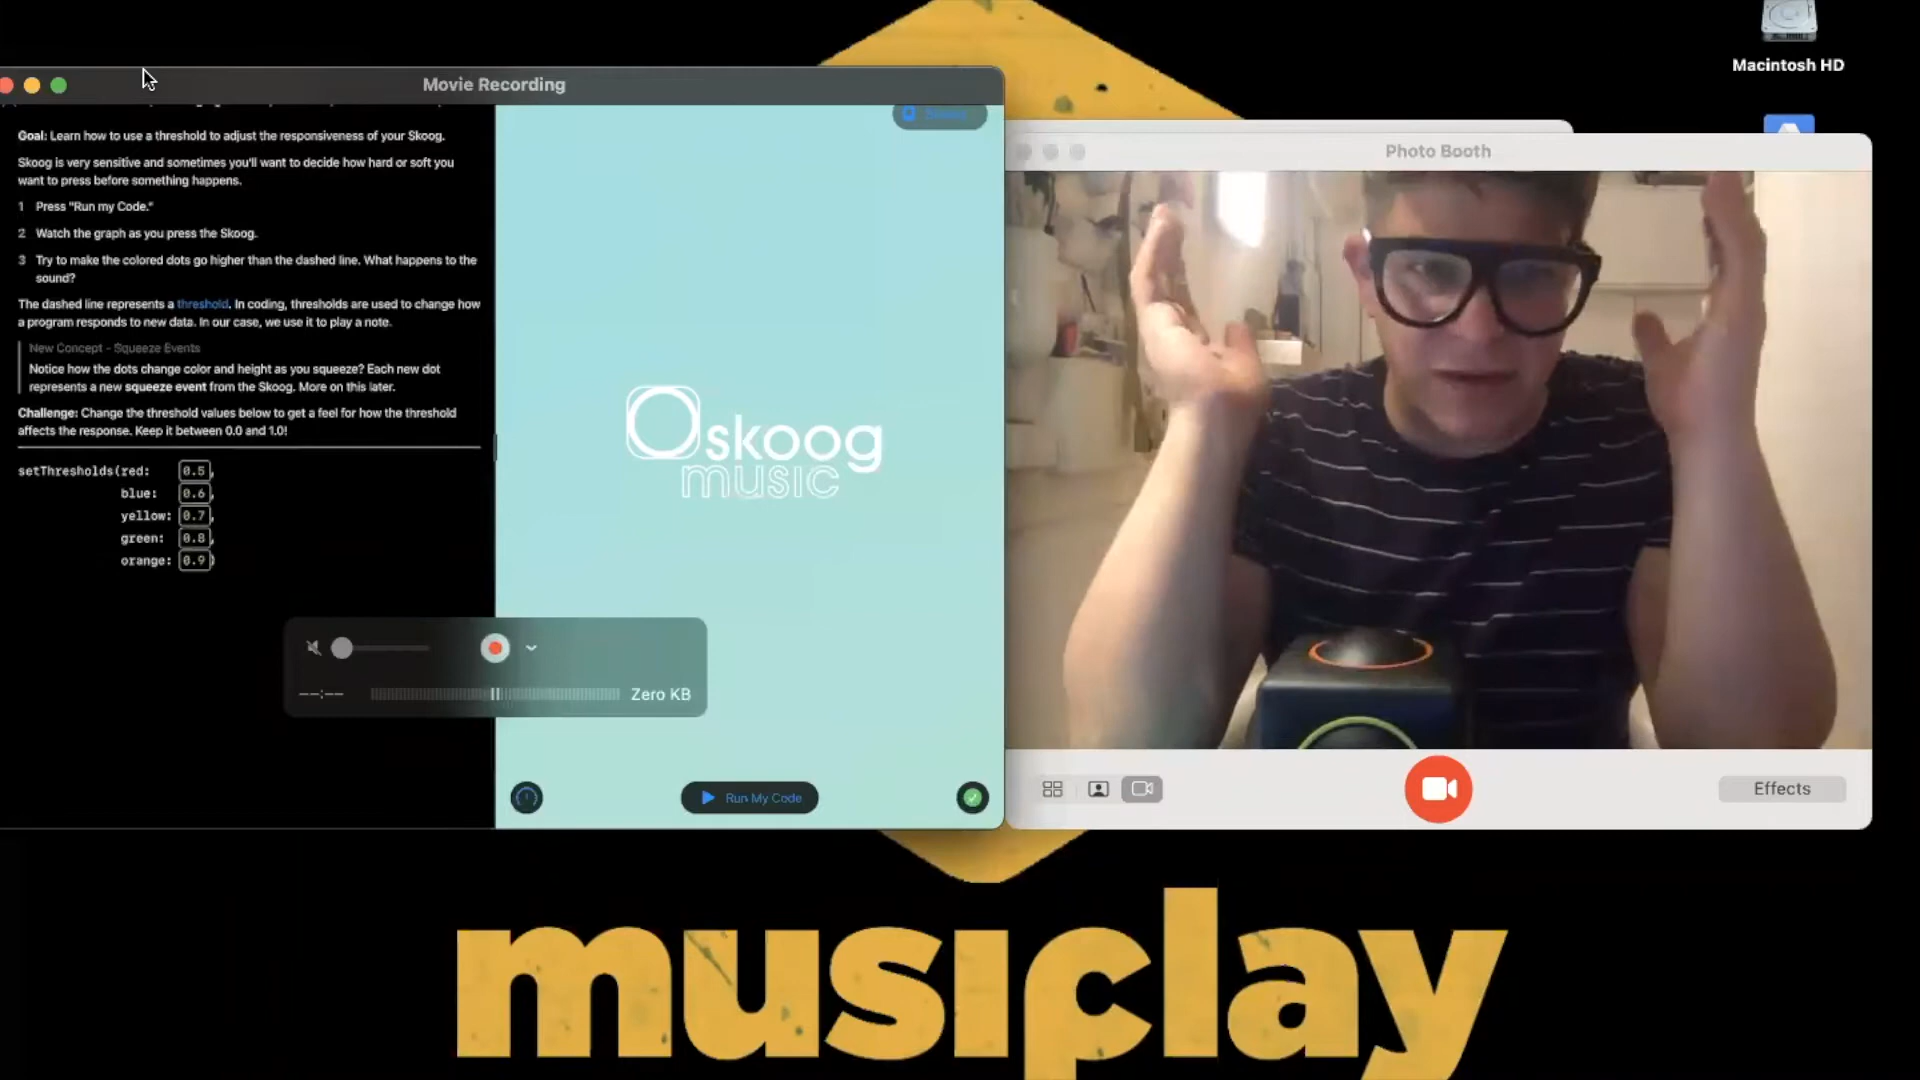 Macintosh HD
Movie Recording
Photo Booth
Goal: Learn how to use a threshold to adjust the responsiveness of your Skoog.
Skoog is very sensitive and sometimes you'll want to decide how hard or soft you
want to press before something happens.
1 Press "Run my Code."
2 Watch the graph as you press the Skoog.
3 Try to make the colored dots go higher than the dashed line. What happens to the
sound?
The dashed line represents a threshold. In coding, thresholds are used to change how
a program responds to new data. In our case, we use it to play a note.
New Concept - Squeeze Events
Notice how the dots change color and height as you squeeze? Each new dot
represents a new squeeze event from the Skoog. More on this later.
Challenge: Change the threshold values below to get a feel for how the threshold
affects the response. Keep it between 0.0 and 1.0!
setThresholds(red: 0.5,
blue: 0.6,
yellow: 0.7,
green: 0.8,
orange: 0.9)
skoog
music
--:--
Zero KB
Run My Code
Effects
musiclay